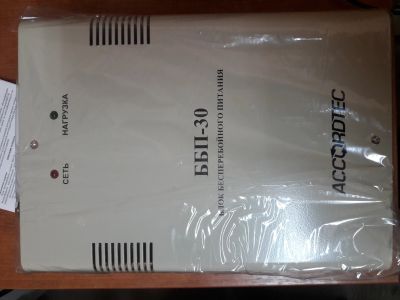 ББП-30
БЛОК БЕСПЕРЕБОЙНОГО ПИТАНИЯ
СЕТЬ
НАГРУЗКА
ACCORDTEC